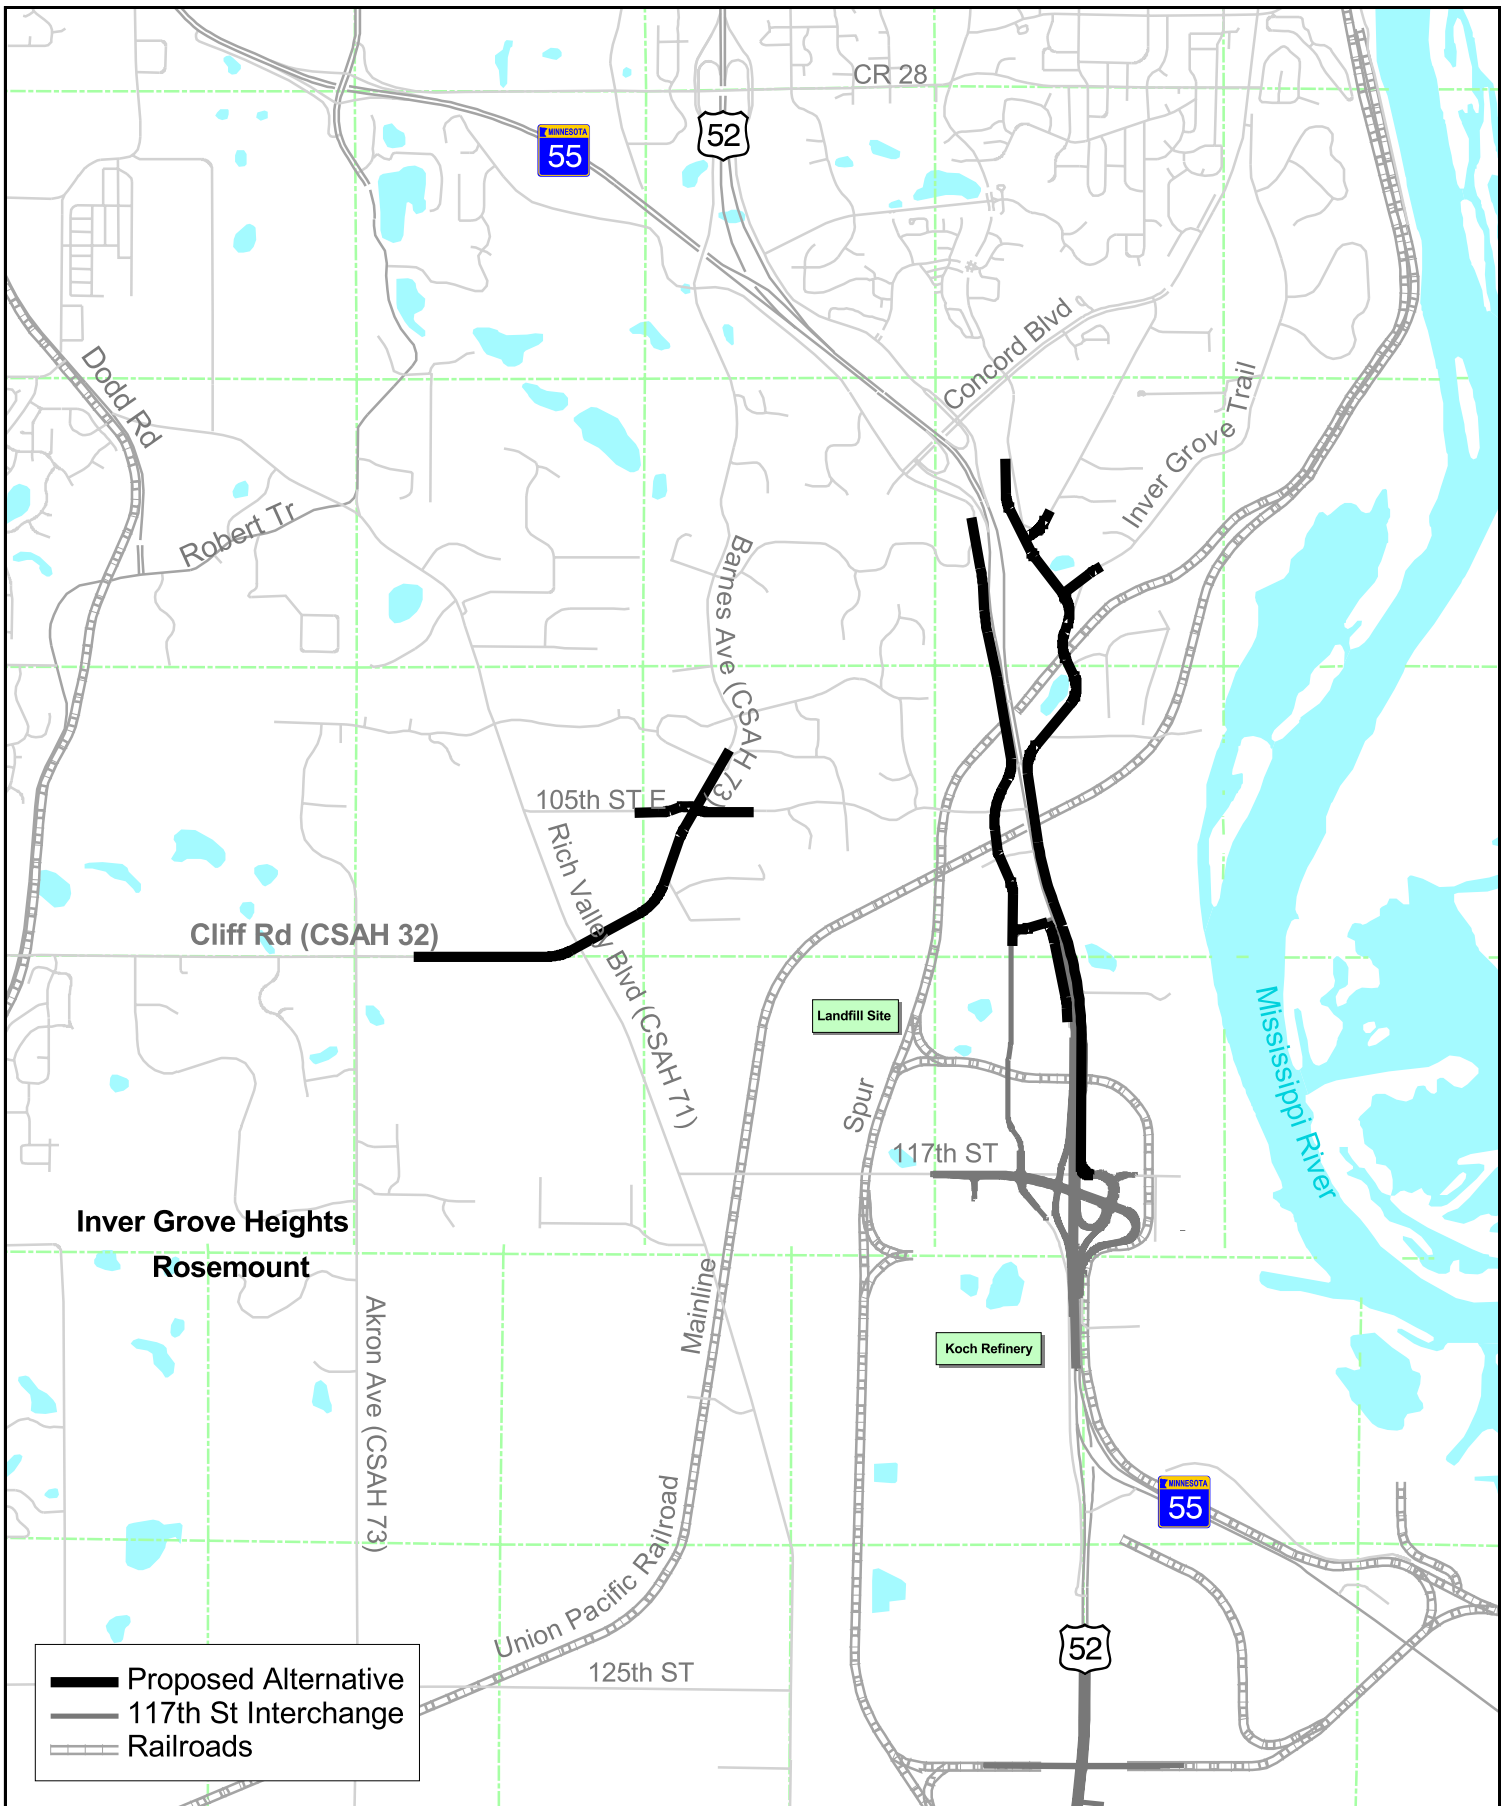 CR 28
MINNESOTA
55
52
Concord Blvd
Dodd Rd
Inver Grove Trail
Robert Tr
Barnes Ave (CSAH 73)
105th ST E
Rich Valley Blvd (CSAH 71)
Cliff Rd (CSAH 32)
Landfill Site
Mississippi River
Spur
117th ST
Inver Grove Heights
Rosemount
Mainline
Akron Ave (CSAH 73)
Koch Refinery
MINNESOTA
55
Union Pacific Railroad
52
125th ST
Proposed Alternative
117th St Interchange
Railroads